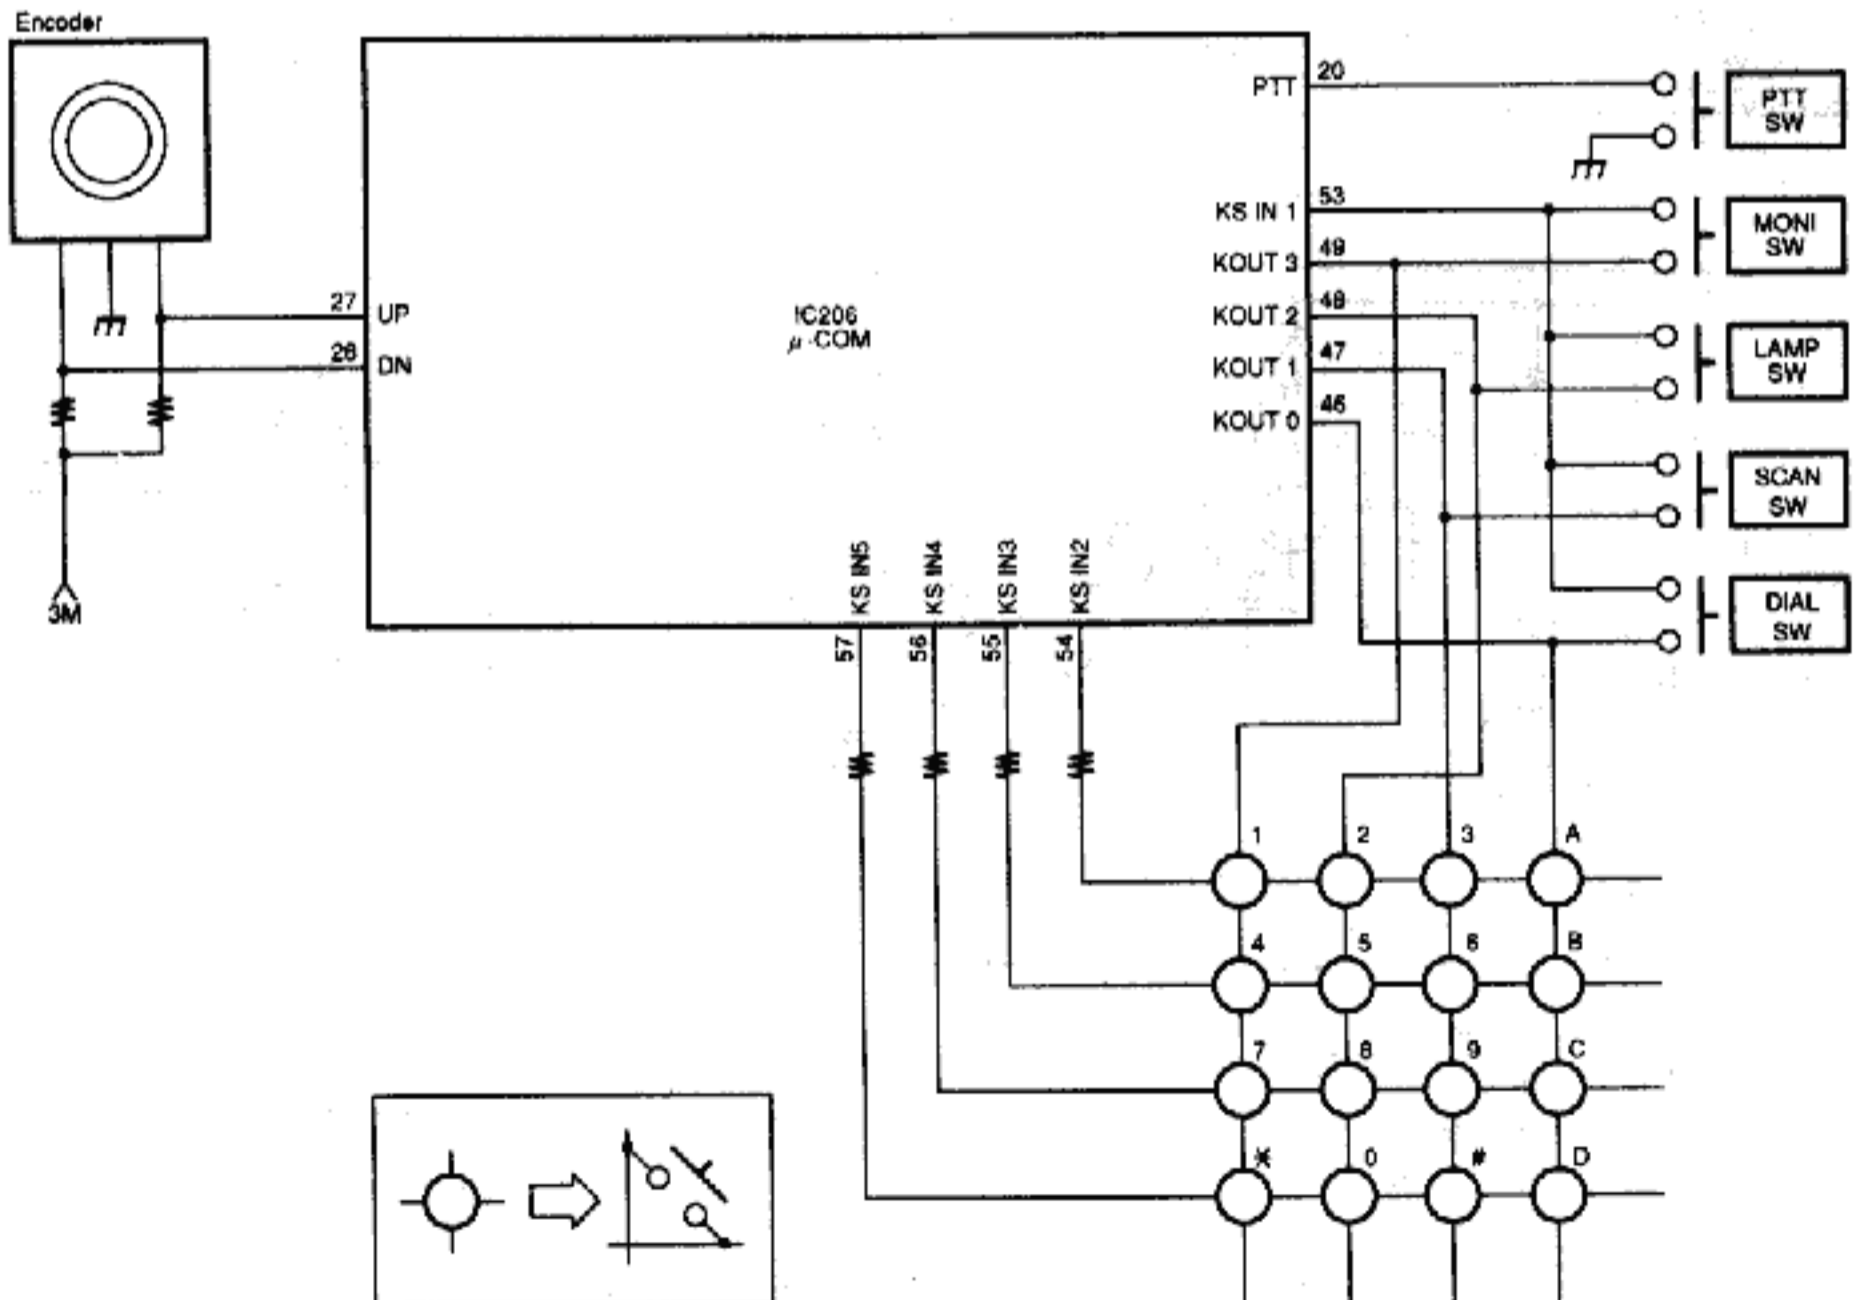 Encoder
PTT 20
PTT
SW
KS IN 1 53
MONI
SW
KOUT 3 49
27 UP
IC206
μ-COM
KOUT 2 48
28 DN
KOUT 1 47
LAMP
SW
KOUT 0 46
SCAN
SW
KS IN5
KS IN4
KS IN3
KS IN2
3M
DIAL
SW
57 56 55 54
1 2 3 A
4 5 6 B
7 8 9 C
* 0 # D